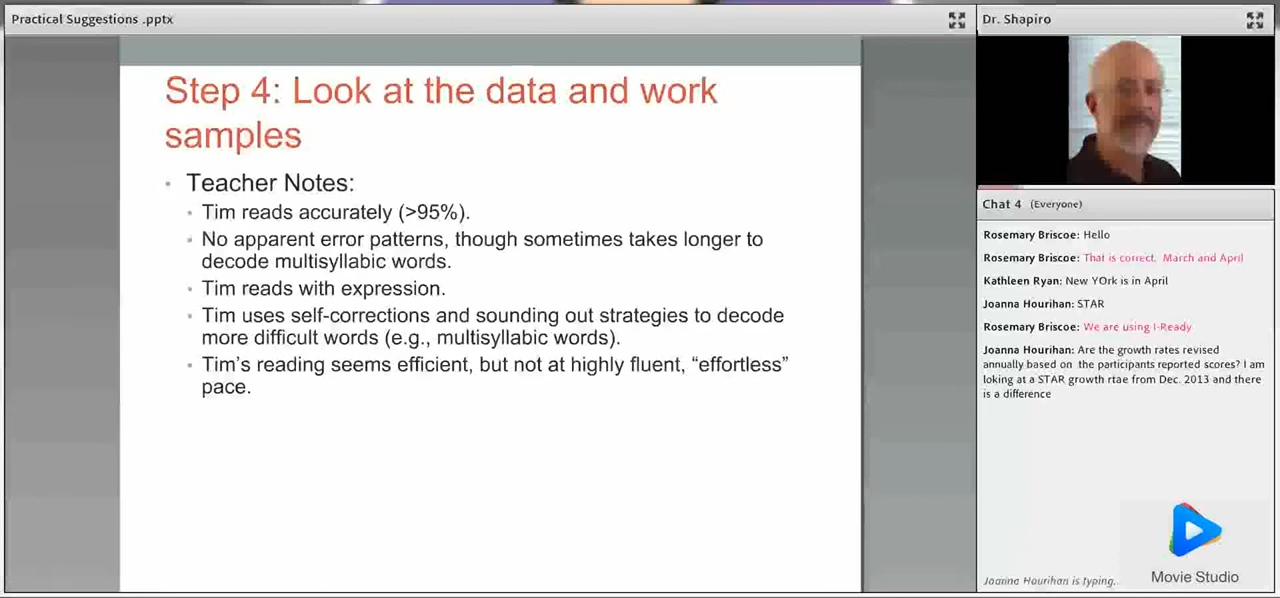 Practical Suggestions .pptx
Step 4: Look at the data and work
samples
Teacher Notes:
Tim reads accurately (>95%).
No apparent error patterns, though sometimes takes longer to
decode multisyllabic words.
Tim reads with expression.
Tim uses self-corrections and sounding out strategies to decode
more difficult words (e.g., multisyllabic words).
Tim's reading seems efficient, but not at highly fluent, “effortless”
pace.
Dr. Shapiro
Chat 4 (Everyone)
Rosemary Briscoe: Hello
Rosemary Briscoe: That is correct. March and April
Kathleen Ryan: New YOrk is in April
Joanna Hourihan: STAR
Rosemary Briscoe: We are using I-Ready
Joanna Hourihan: Are the growth rates revised
annually based on the participants reported scores? I am
loking at a STAR growth rtae from Dec. 2013 and there
is a difference
Joanna Hourihan is typing...
Movie Studio